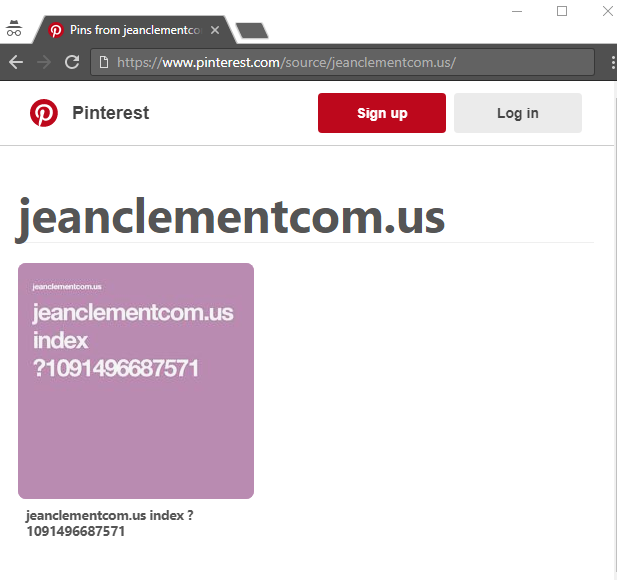 Pins from jeanclementco
https://www.pinterest.com/source/jeanclementcom.us/
Pinterest
Sign up
Log in
jeanclementcom.us
jeanclementcom.us
jeanclementcom.us
index
?1091496687571
jeanclementcom.us index ?
1091496687571